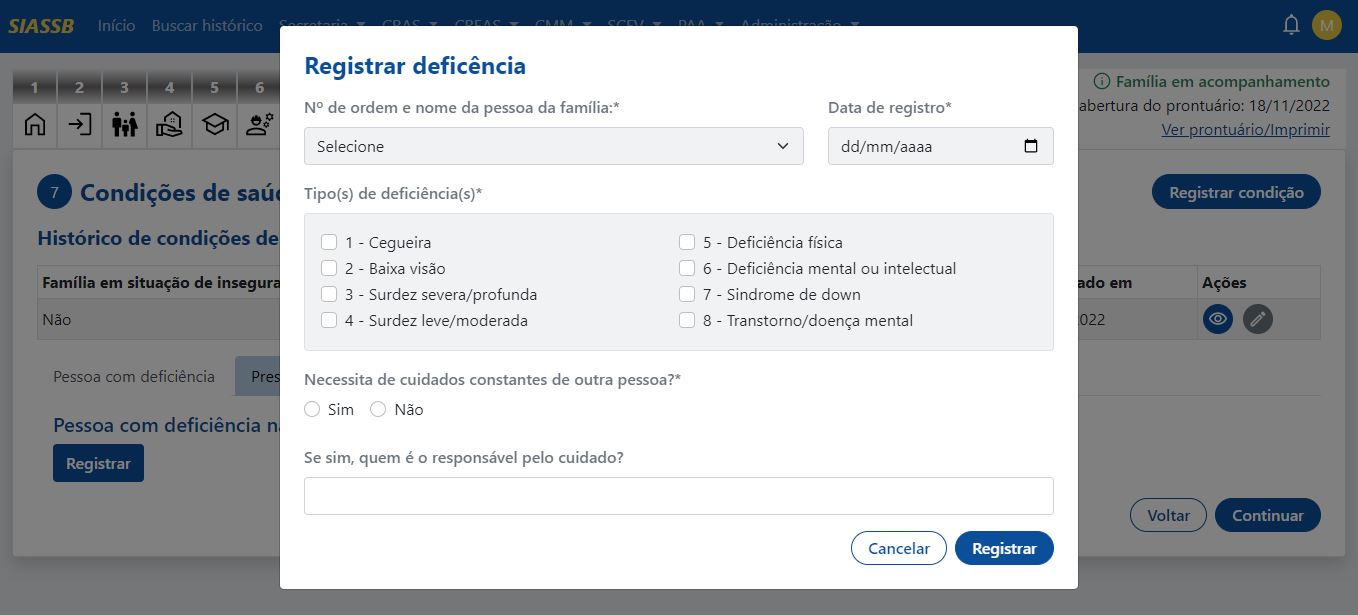 SIASSB Início Buscar histórico Secretaria CRAS CREAS CMM SCFV PAA Administração M
Registrar deficência
1 2 3 4 5 6
Família em acompanhamento
abertura do prontuário: 18/11/2022
Ver prontuário/Imprimir
Nº de ordem e nome da pessoa da família:* Data de registro*
Selecione dd/mm/aaaa
7 Condições de Registrar condição
Tipo(s) de deficiência(s)*
Histórico de condições de
1 - Cegueira 5 - Deficiência física
2 - Baixa visão 6 - Deficiência mental ou intelectual
3 - Surdez severa/profunda 7 - Sindrome de down
4 - Surdez leve/moderada 8 - Transtorno/doença mental
Família em situação de em Ações
Não
Pessoa com deficiência
Necessita de cuidados constantes de outra pessoa?*
Sim Não
Pessoa com deficiência
Registrar
Se sim, quem é o responsável pelo cuidado?
Voltar Continuar
Cancelar Registrar